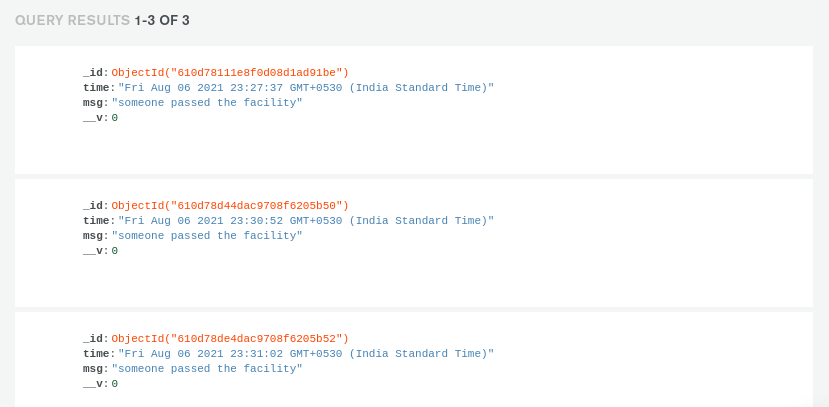 QUERY RESULTS 1-3 OF 3
_id: ObjectId("610d78111e8f0d08d1ad91be")
time: "Fri Aug 06 2021 23:27:37 GMT+0530 (India Standard Time)"
msg: "someone passed the facility"
__v: 0
_id: ObjectId("610d78d44dac9708f6205b50")
time: "Fri Aug 06 2021 23:30:52 GMT+0530 (India Standard Time)"
msg: "someone passed the facility"
__v: 0
_id: ObjectId("610d78de4dac9708f6205b52")
time: "Fri Aug 06 2021 23:31:02 GMT+0530 (India Standard Time)"
msg: "someone passed the facility"
__v: 0